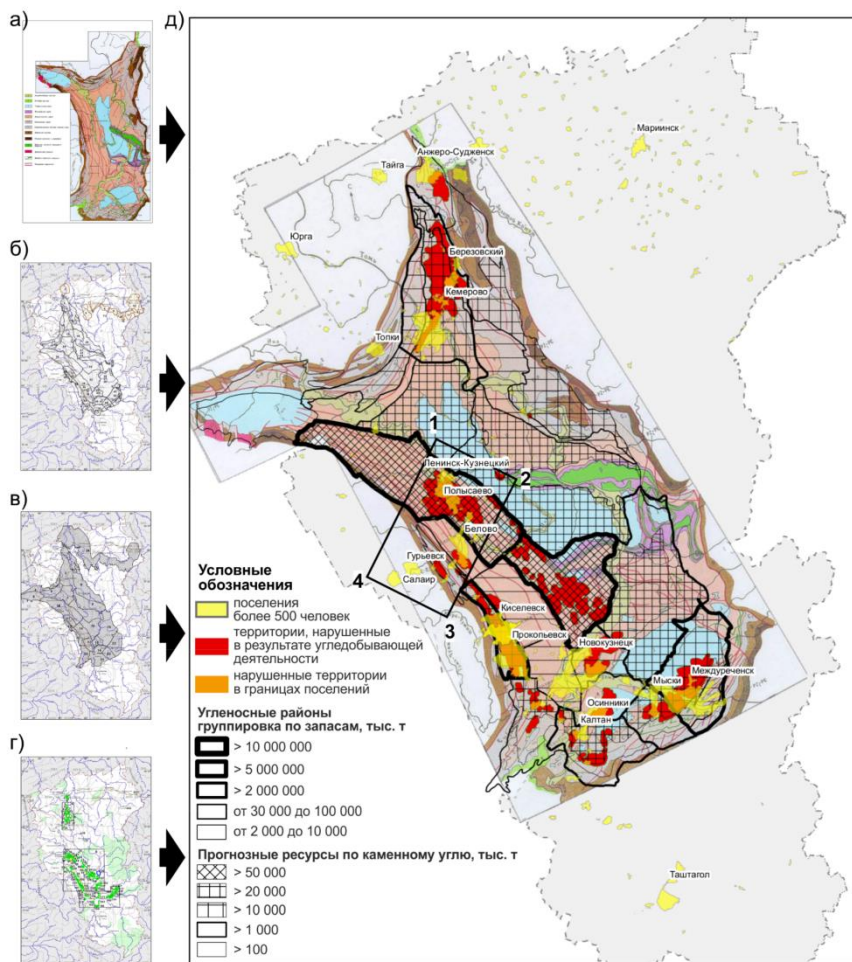 а)
д)
б)
в)
г)
Мариинск
Анжеро-Судженск
Тайга
Юрга
Березовский
Кемерово
Топки
1
Ленинск-Кузнецкий
2
Полысаево
Белово
Гурьевск
4
Салаир
3
Киселевск
Прокопьевск
Новокузнецк
Междуреченск
Мыски
Осинники
Калтан
Таштагол
Условные
обозначения
поселения
более 500 человек
территории, нарушенные
в результате угледобывающей
деятельности
нарушенные территории
в границах поселений
Угленосные районы
группировка по запасам, тыс. т
> 10 000 000
> 5 000 000
> 2 000 000
от 30 000 до 100 000
от 2 000 до 10 000
Прогнозные ресурсы по каменному углю, тыс. т
> 50 000
> 20 000
> 10 000
> 1 000
> 100